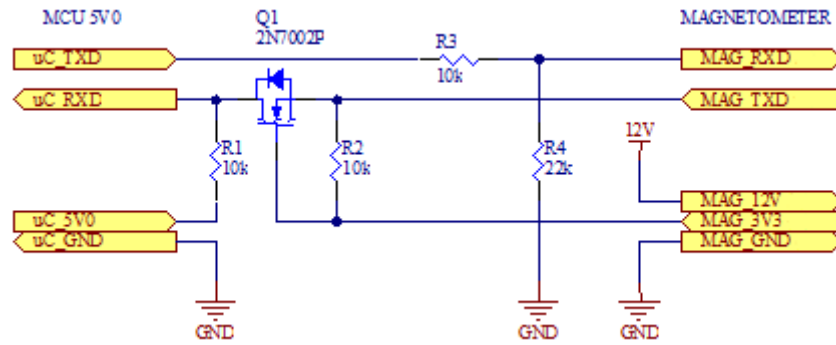 MCU 5V0
Q1
2N7002P
MAGNETOMETER
uC_TXD
R3
10k
MAG_RXD
uC_RXD
MAG_TXD
R1
10k
R2
10k
R4
22k
12V
uC_5V0
uC_GND
MAG_12V
MAG_3V3
MAG_GND
GND
GND
GND